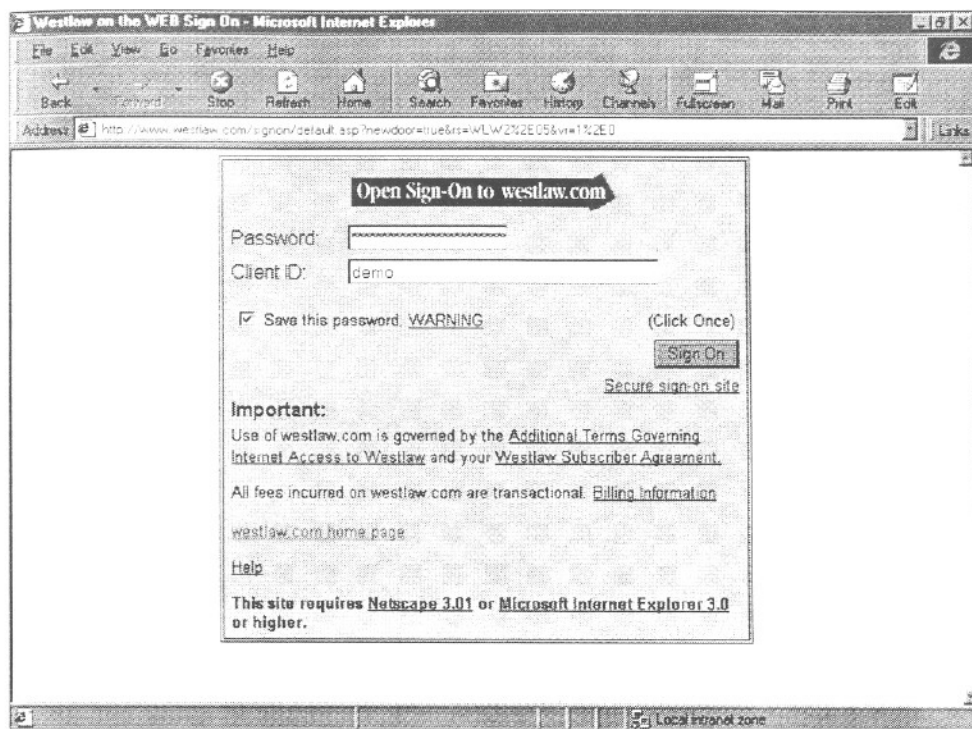 Westlaw on the WEB Sign On - Microsoft Internet Explorer
File Edit View Go Favorites Help
Back Forward Stop Refresh Home Search Favorites History Channels Fullscreen Mail Print Edit
Address http://www.westlaw.com/signon/default.asp?newdoor=true&rs=WLW2%2E05&vr=1%2E0 Links
Open Sign-On to westlaw.com
Password: ************************
Client ID: demo
Save this password. WARNING (Click Once)
Sign On
Secure sign-on site
Important:
Use of westlaw.com is governed by the Additional Terms Governing
Internet Access to Westlaw and your Westlaw Subscriber Agreement.
All fees incurred on westlaw.com are transactional. Billing Information
westlaw.com home page
Help
This site requires Netscape 3.01 or Microsoft Internet Explorer 3.0
or higher.
Local intranet zone